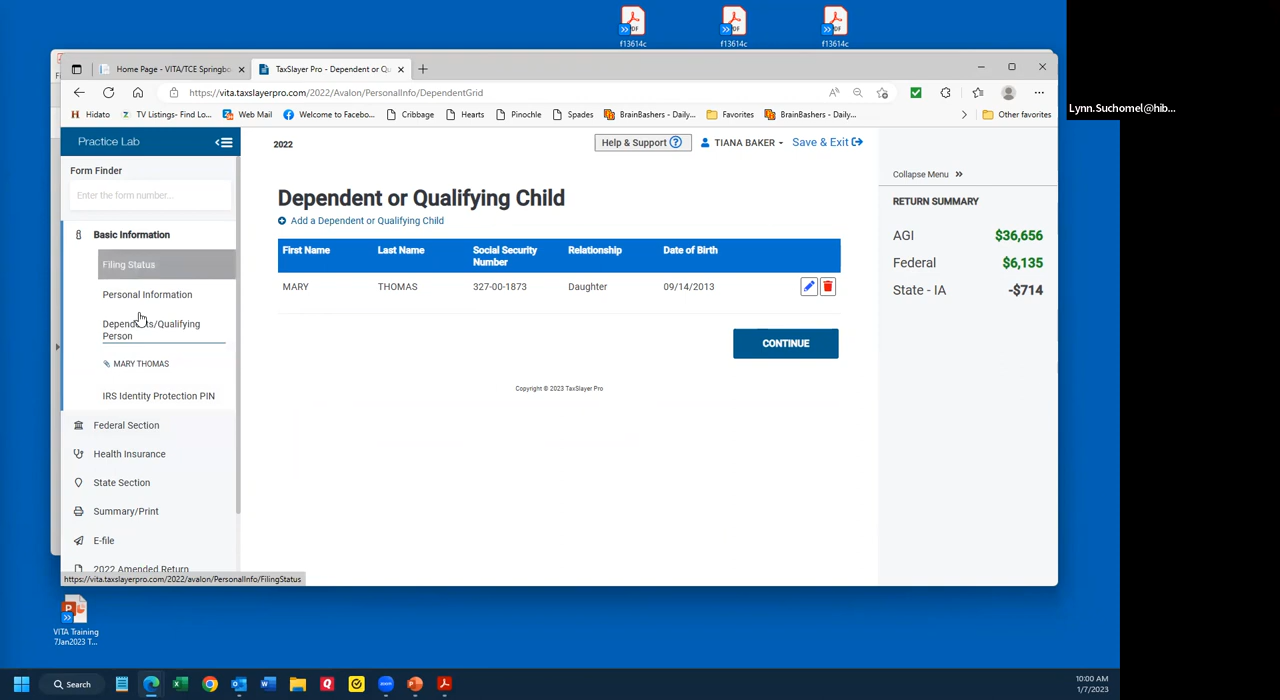 PDF
PDF
PDF
f13614c
f13614c
f13614c
Home Page - VITA/TCE Springbo
TaxSlayer Pro - Dependent or Qu
https://vita.taxslayerpro.com/2022/Avalon/PersonalInfo/DependentGrid
Lynn.Suchomel@hib...
Hidato
TV Listings- Find Lo...
Web Mail
Welcome to Facebo...
Cribbage
Hearts
Pinochle
Spades
BrainBashers - Daily,...
Favorites
BrainBashers - Daily,...
Other favorites
Practice Lab
2022
Help & Support
TIANA BAKER
Save & Exit
Form Finder
Enter the form number...
Collapse Menu
Dependent or Qualifying Child
Add a Dependent or Qualifying Child
RETURN SUMMARY
Basic Information
AGI $36,656
Federal $6,135
State - IA -$714
First Name Last Name Social Security Number Relationship Date of Birth
MARY THOMAS 327-00-1873 Daughter 09/14/2013
Filing Status
Personal Information
Dependents/Qualifying
Person
MARY THOMAS
IRS Identity Protection PIN
CONTINUE
Copyright © 2023 TaxSlayer Pro
Federal Section
Health Insurance
State Section
Summary/Print
E-file
2022 Amended Return
https://vita.taxslayerpro.com/2022/avalon/PersonalInfo/FilingStatus
VITA Training
7Jan2023 T...
Search
10:00 AM
1/7/2023